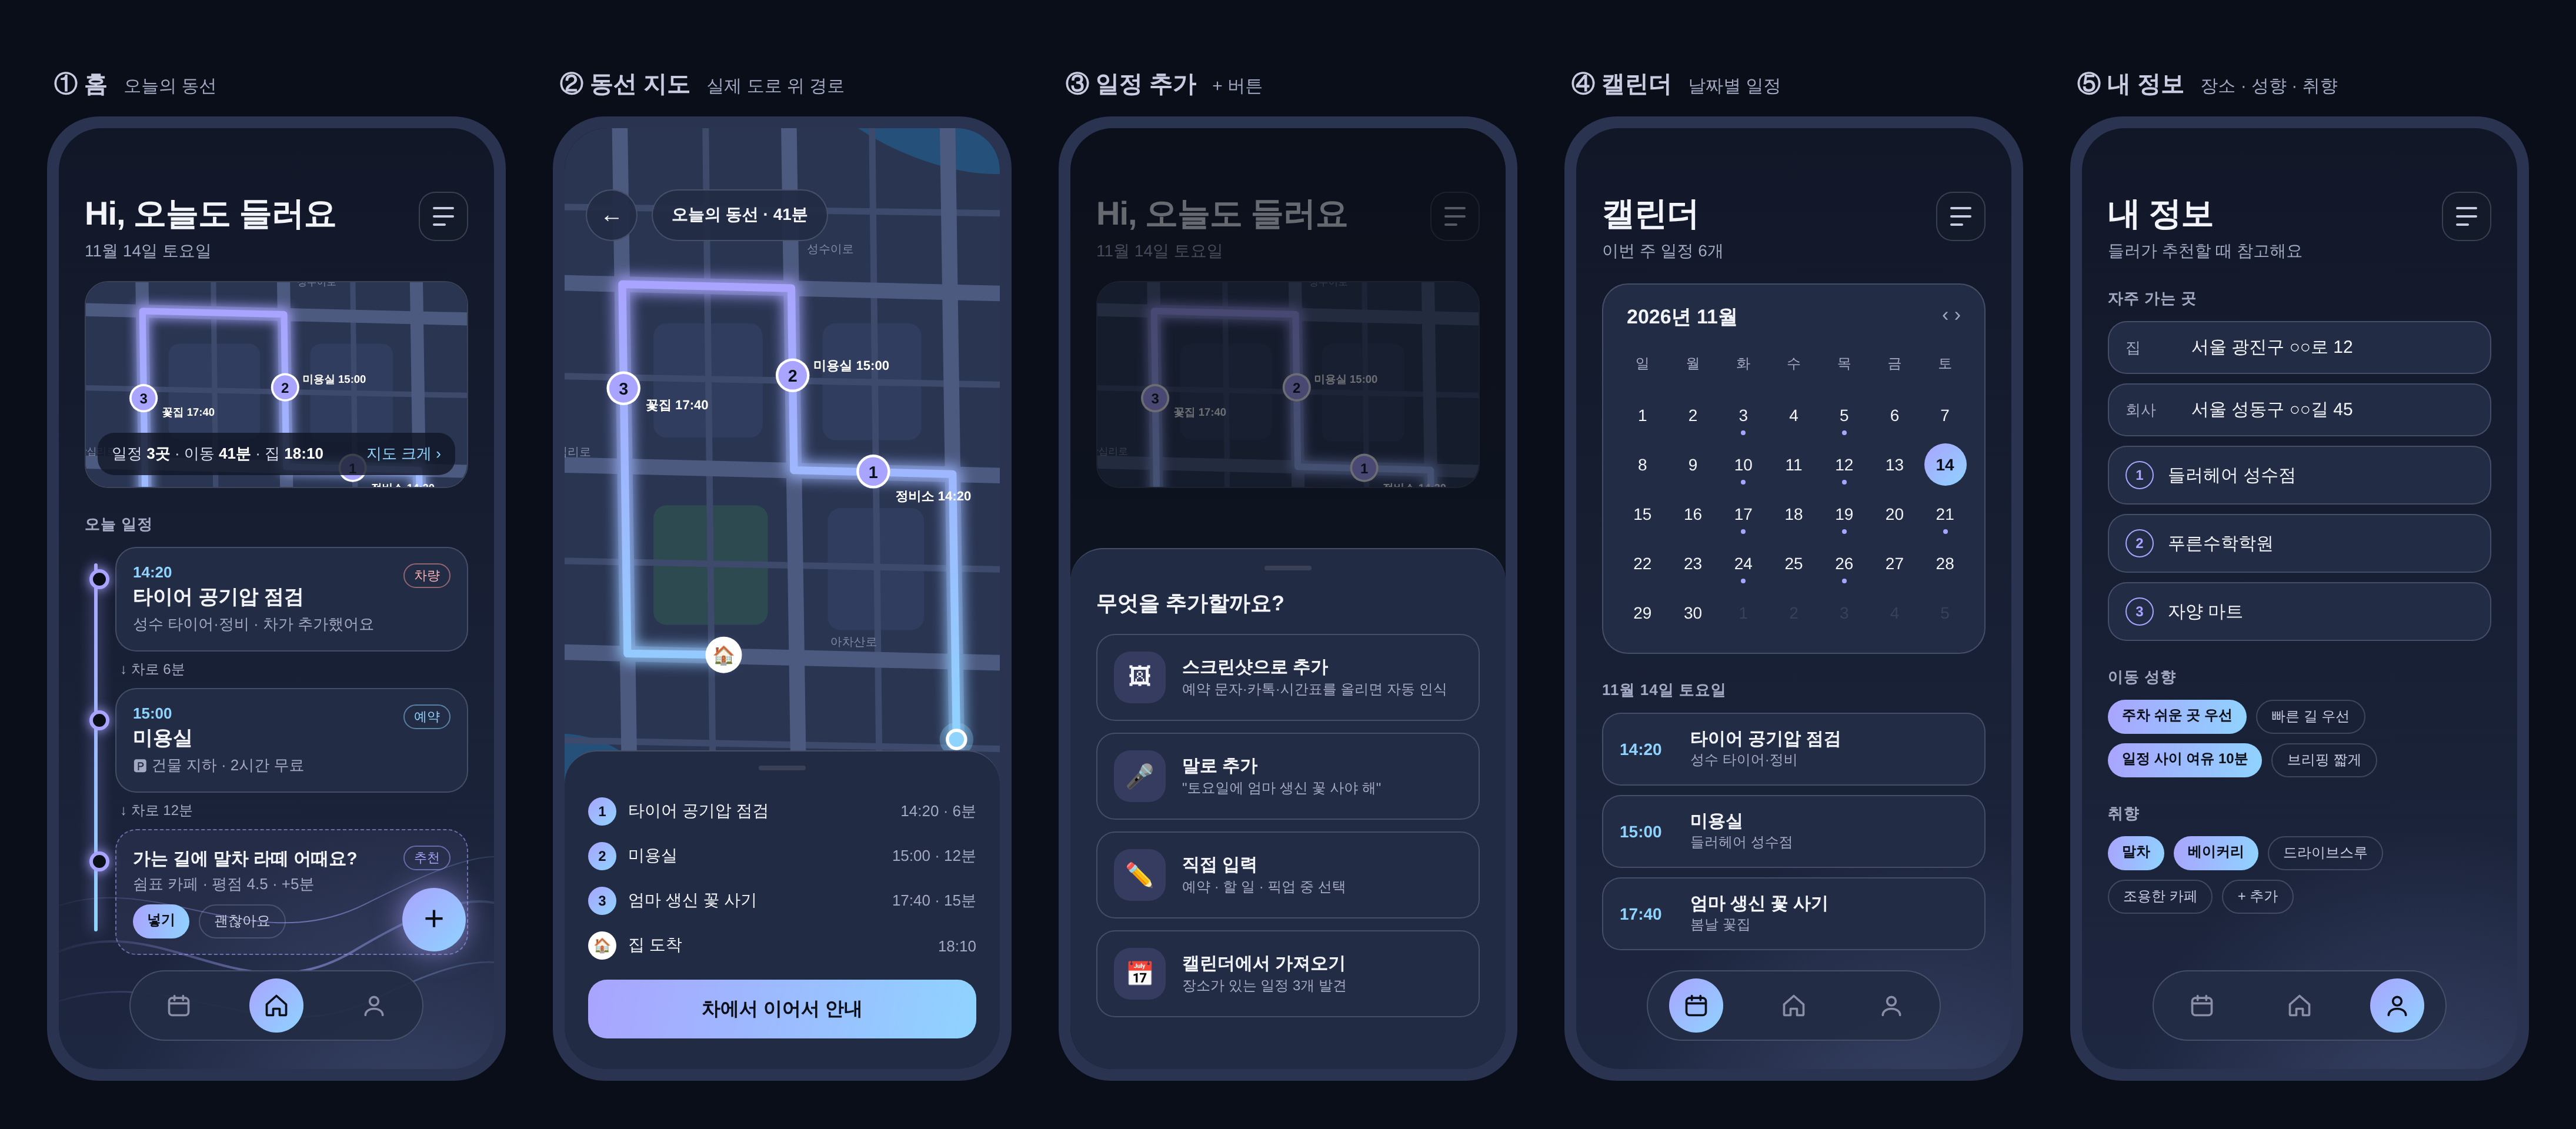 ① 홈 오늘의 동선
Hi, 오늘도 들러요
11월 14일 토요일
3
꽃집 17:40
2
미용실 15:00
1
일정 3곳 · 이동 41분 · 집 18:10
지도 크게 ›
오늘 일정
14:20
차량
타이어 공기압 점검
성수 타이어·정비 · 차가 추가했어요
↓ 차로 6분
15:00
예약
미용실
P 건물 지하 · 2시간 무료
↓ 차로 12분
가는 길에 말차 라떼 어때요?
추천
쉼표 카페 · 평점 4.5 · +5분
넣기
괜찮아요
+
② 동선 지도 실제 도로 위 경로
←
오늘의 동선 · 41분
성수이로
2
미용실 15:00
3
꽃집 17:40
리로
1
정비소 14:20
아차산로
1 타이어 공기압 점검 14:20 · 6분
2 미용실 15:00 · 12분
3 엄마 생신 꽃 사기 17:40 · 15분
집 도착 18:10
차에서 이어서 안내
③ 일정 추가 + 버튼
Hi, 오늘도 들러요
11월 14일 토요일
3
꽃집 17:40
2
미용실 15:00
1
무엇을 추가할까요?
스크린샷으로 추가
예약 문자·카톡·시간표를 올리면 자동 인식
말로 추가
"토요일에 엄마 생신 꽃 사야 해"
직접 입력
예약 · 할 일 · 픽업 중 선택
July
17
캘린더에서 가져오기
장소가 있는 일정 3개 발견
④ 캘린더 날짜별 일정
캘린더
이번 주 일정 6개
2026년 11월 ‹ ›
일 월 화 수 목 금 토
1 2 3 4 5 6 7
8 9 10 11 12 13 14
15 16 17 18 19 20 21
22 23 24 25 26 27 28
29 30 1 2 3 4 5
11월 14일 토요일
14:20
타이어 공기압 점검
성수 타이어·정비
15:00
미용실
들러헤어 성수점
17:40
엄마 생신 꽃 사기
봄날 꽃집
⑤ 내 정보 장소 · 성향 · 취향
내 정보
들러가 추천할 때 참고해요
자주 가는 곳
집 서울 광진구 ○○로 12
회사 서울 성동구 ○○길 45
1 들러헤어 성수점
2 푸른수학학원
3 자양 마트
이동 성향
주차 쉬운 곳 우선 빠른 길 우선
일정 사이 여유 10분 브리핑 짧게
취향
말차 베이커리 드라이브스루
조용한 카페 + 추가